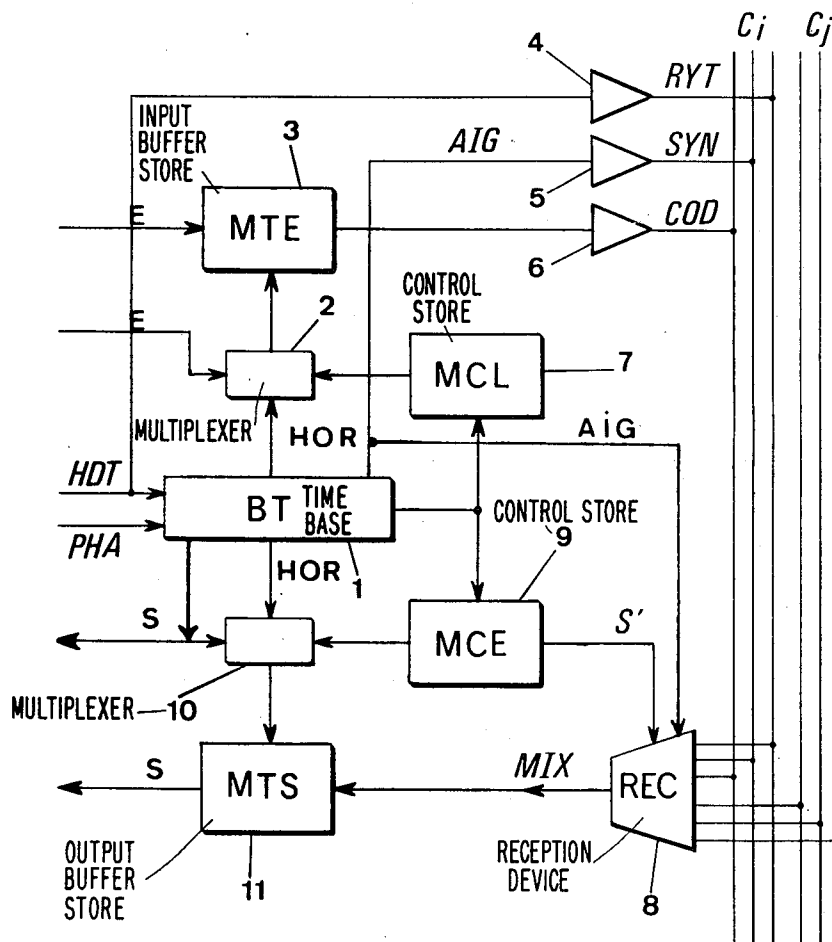 Ci
Cj
4
RYT
INPUT
BUFFER
STORE
3
AIG
SYN
5
E
MTE
COD
6
CONTROL
STORE
E
2
MCL
7
MULTIPLEXER
HOR
AiG
HDT
BT TIME
BASE
CONTROL STORE
9
PHA
HOR
1
S
MCE
S'
MULTIPLEXER
10
S
MTS
MIX
REC
OUTPUT
BUFFER
STORE
11
RECEPTION
DEVICE
8